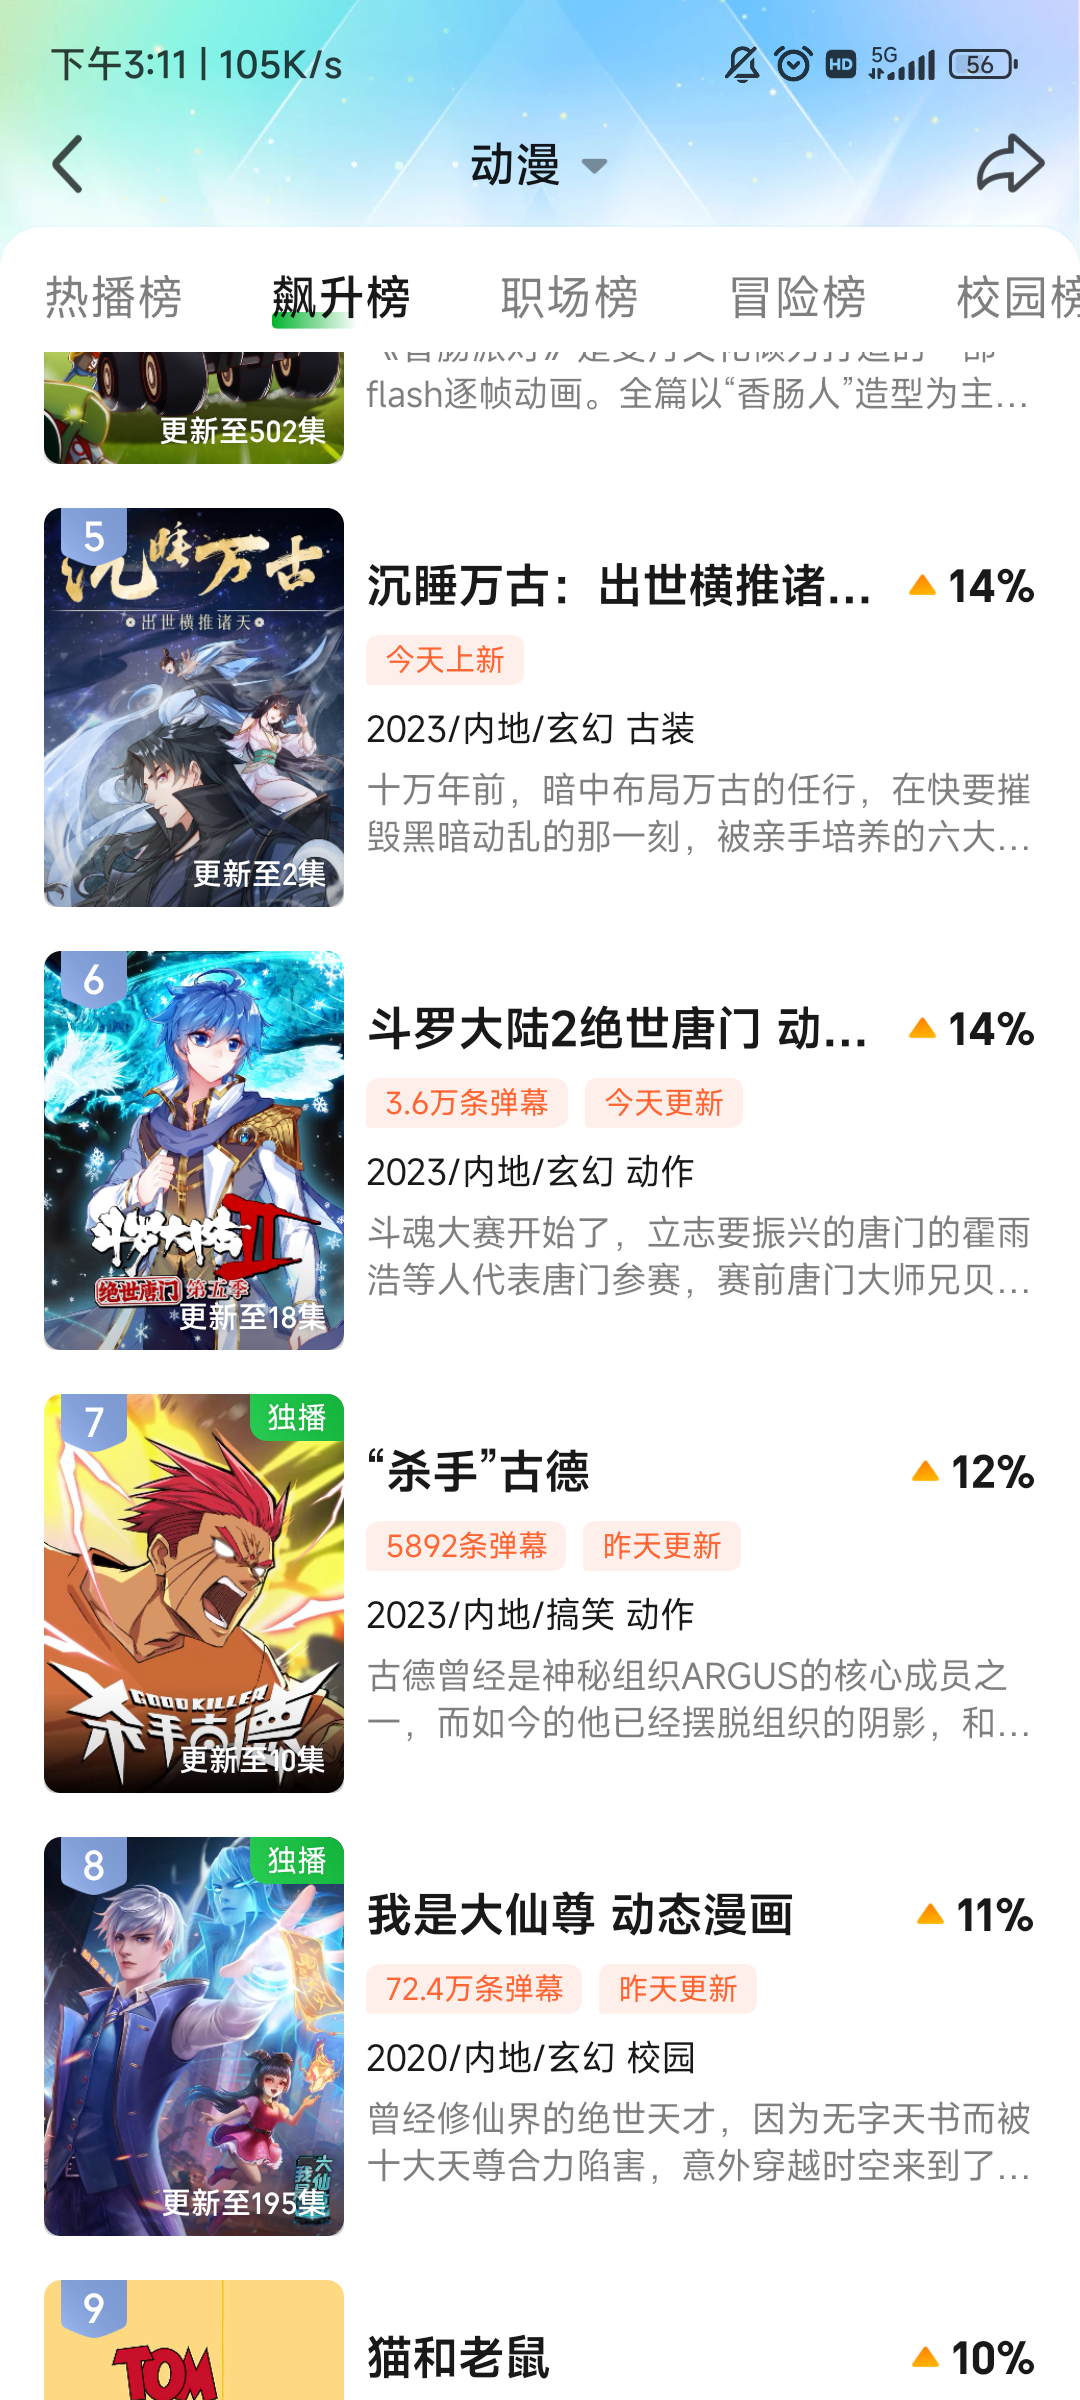 下午3:11 | 105K/s
HD
5G
56
动漫
热播榜
飙升榜
职场榜
冒险榜
校园榜
flash逐帧动画。全篇以“香肠人”造型为主...
更新至502集
5
沉睡万古
出世横推诸天
更新至2集
沉睡万古：出世横推诸...
14%
今天上新
2023/内地/玄幻 古装
十万年前，暗中布局万古的任行，在快要摧
毁黑暗动乱的那一刻，被亲手培养的六大...
6
斗罗大陆II
绝世唐门 第五季
更新至18集
斗罗大陆2绝世唐门 动...
14%
3.6万条弹幕
今天更新
2023/内地/玄幻 动作
斗魂大赛开始了，立志要振兴的唐门的霍雨
浩等人代表唐门参赛，赛前唐门大师兄贝...
7
独播
GOOD KILLER
杀手古德
更新至10集
“杀手”古德
12%
5892条弹幕
昨天更新
2023/内地/搞笑 动作
古德曾经是神秘组织ARGUS的核心成员之
一，而如今的他已经摆脱组织的阴影，和...
8
独播
更新至195集
我是大仙尊 动态漫画
11%
72.4万条弹幕
昨天更新
2020/内地/玄幻 校园
曾经修仙界的绝世天才，因为无字天书而被
十大天尊合力陷害，意外穿越时空来到了...
9
TOM
猫和老鼠
10%